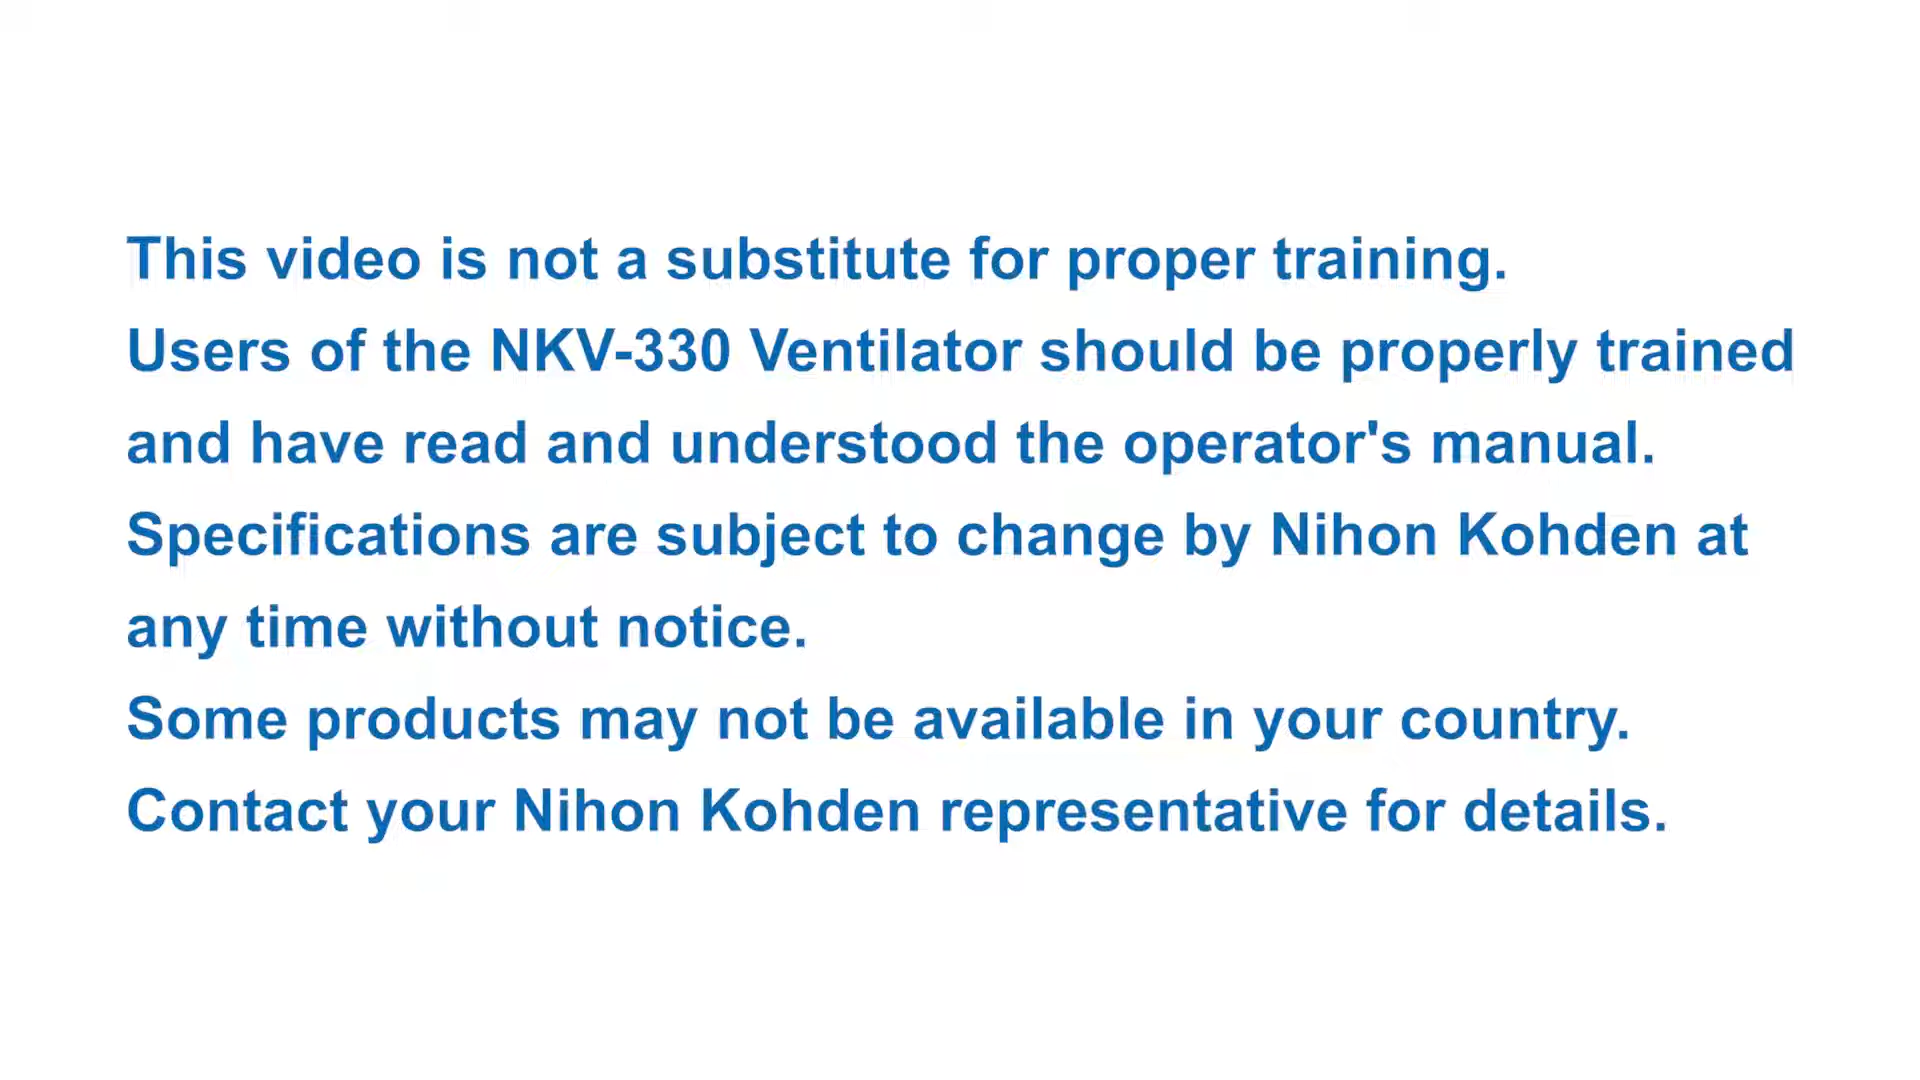 This video is not a substitute for proper training.
Users of the NKV-330 Ventilator should be properly trained
and have read and understood the operator's manual.
Specifications are subject to change by Nihon Kohden at
any time without notice.
Some products may not be available in your country.
Contact your Nihon Kohden representative for details.